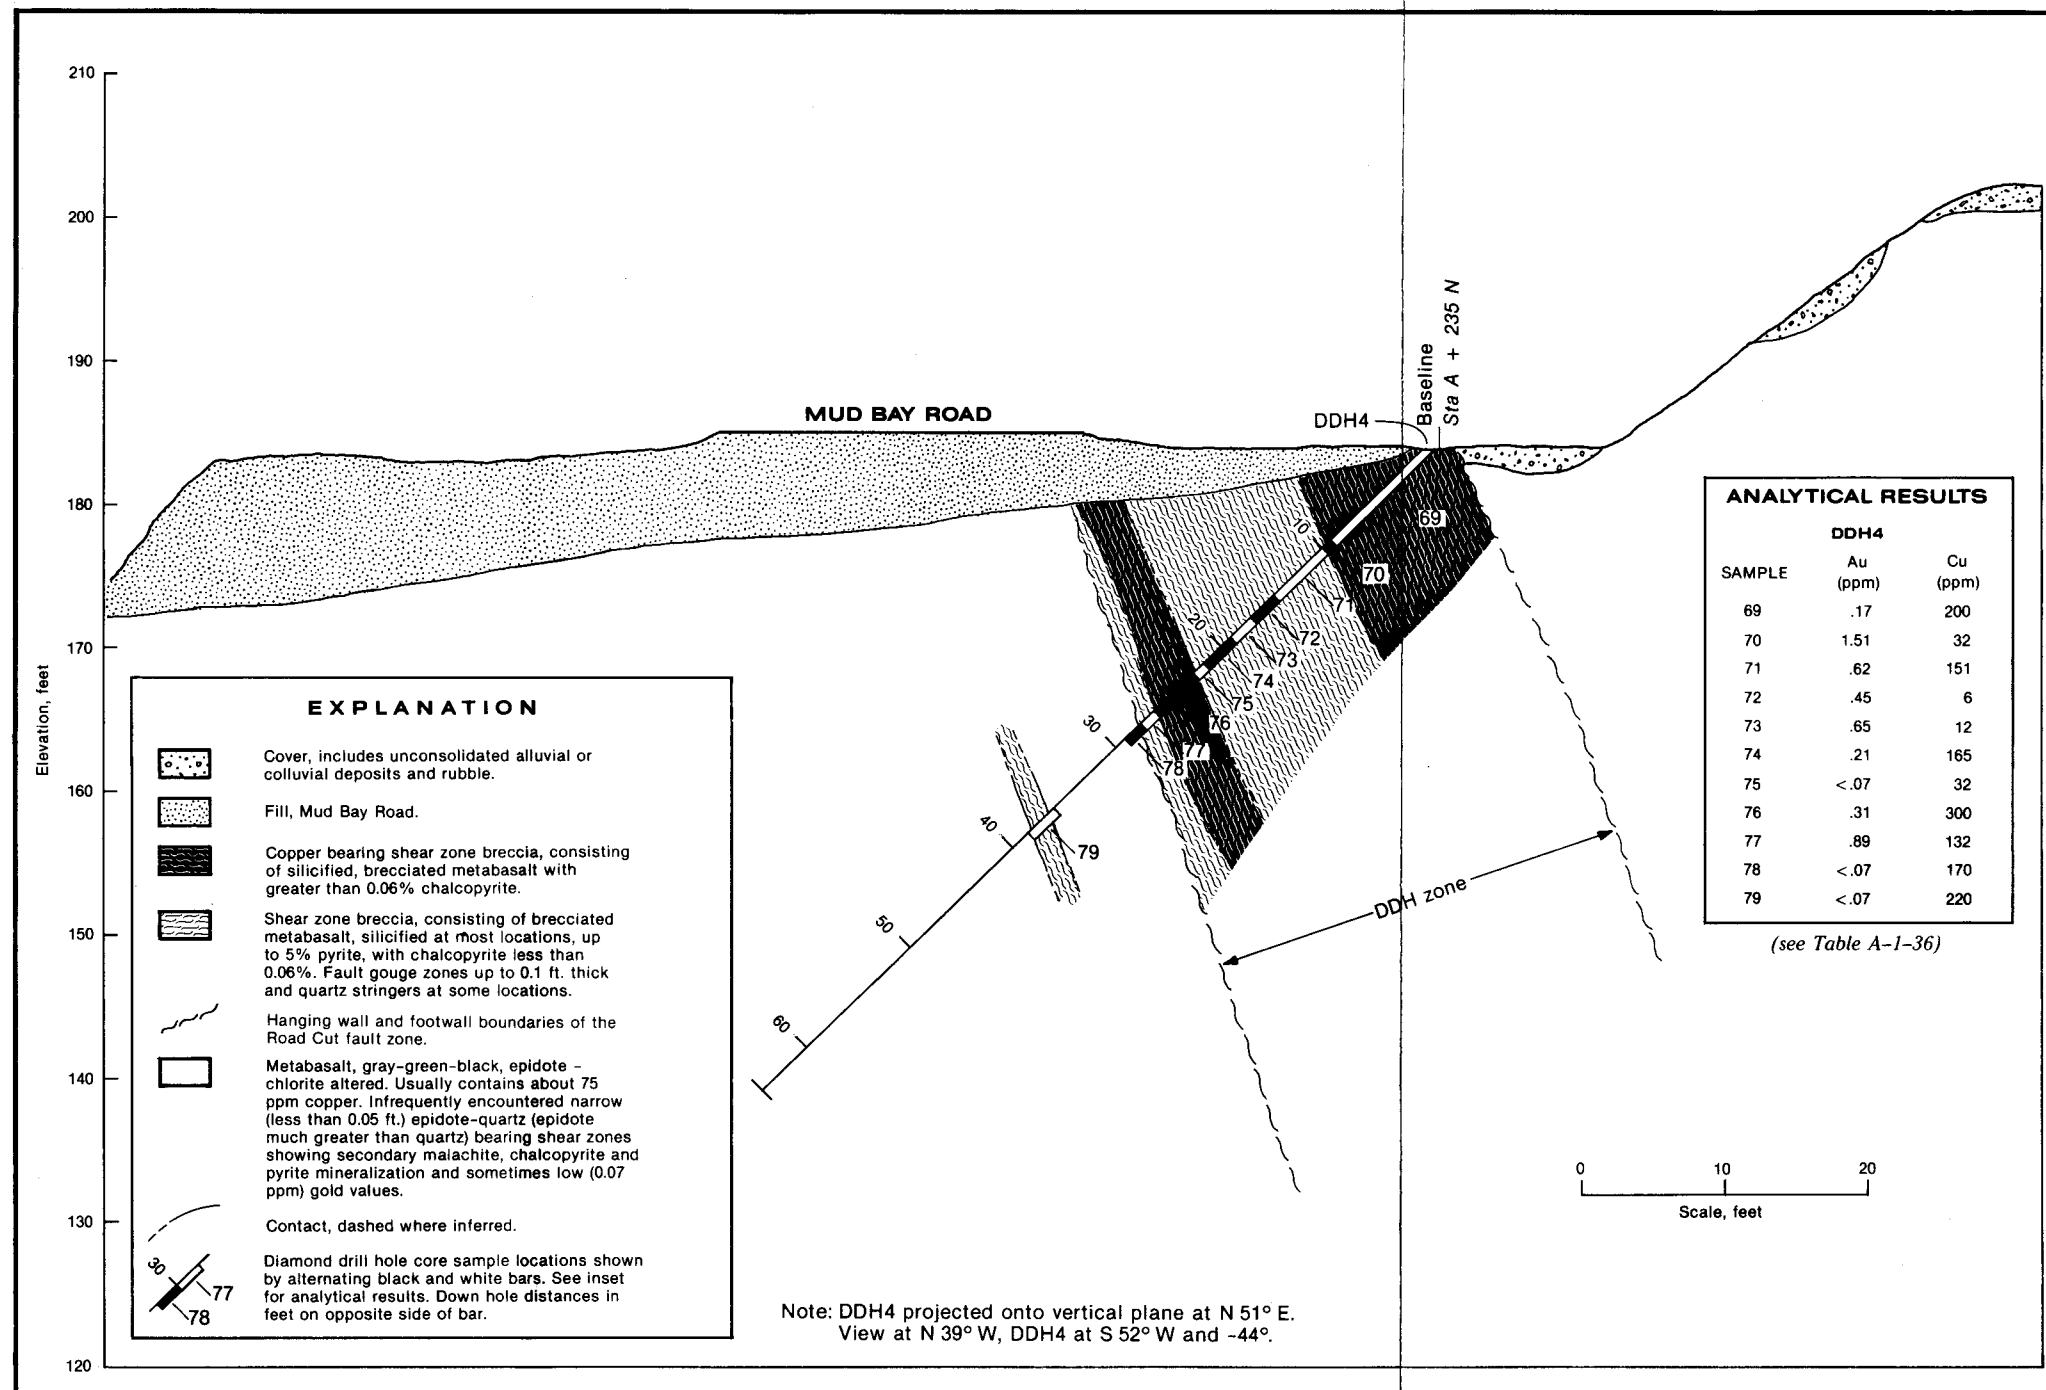 210
200
190
180
170
160
150
140
130
120
Elevation, feet
MUD BAY ROAD
DDH4
Baseline
Sta A + 235 N
10
20
30
40
50
60
69
70
71
72
73
74
75
76
77
78
79
DDH zone
EXPLANATION
Cover, includes unconsolidated alluvial or
colluvial deposits and rubble.
Fill, Mud Bay Road.
Copper bearing shear zone breccia, consisting
of silicified, brecciated metabasalt with
greater than 0.06% chalcopyrite.
Shear zone breccia, consisting of brecciated
metabasalt, silicified at most locations, up
to 5% pyrite, with chalcopyrite less than
0.06%. Fault gouge zones up to 0.1 ft. thick
and quartz stringers at some locations.
Hanging wall and footwall boundaries of the
Road Cut fault zone.
Metabasalt, gray-green-black, epidote -
chlorite altered. Usually contains about 75
ppm copper. Infrequently encountered narrow
(less than 0.05 ft.) epidote-quartz (epidote
much greater than quartz) bearing shear zones
showing secondary malachite, chalcopyrite and
pyrite mineralization and sometimes low (0.07
ppm) gold values.
Contact, dashed where inferred.
30
77
78
Diamond drill hole core sample locations shown
by alternating black and white bars. See inset
for analytical results. Down hole distances in
feet on opposite side of bar.
ANALYTICAL RESULTS
DDH4
SAMPLE Au (ppm) Cu (ppm)
69 .17 200
70 1.51 32
71 .62 151
72 .45 6
73 .65 12
74 .21 165
75 <.07 32
76 .31 300
77 .89 132
78 <.07 170
79 <.07 220
(see Table A-1-36)
0 10 20
Scale, feet
Note: DDH4 projected onto vertical plane at N 51° E.
View at N 39° W, DDH4 at S 52° W and -44°.